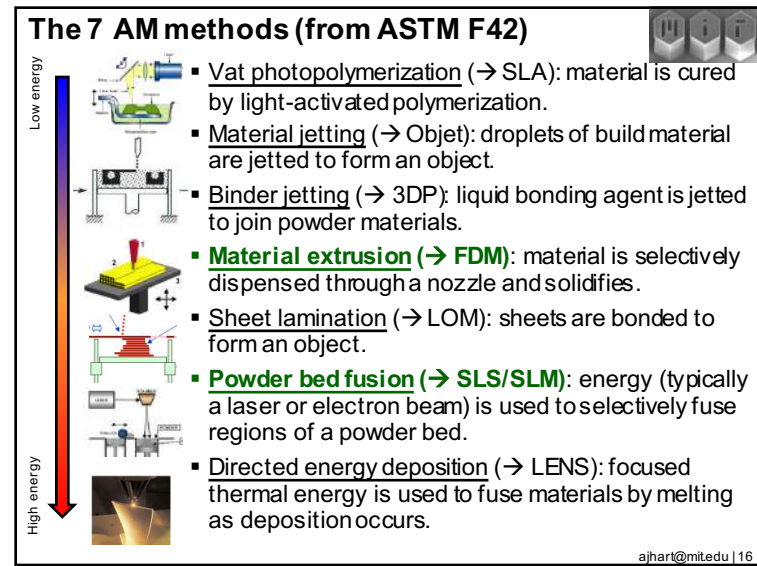 The 7 AM methods (from ASTM F42)
MIT
Low energy
▪ Vat photopolymerization (→ SLA): material is cured
by light-activated polymerization.
▪ Material jetting (→ Objet): droplets of build material
are jetted to form an object.
▪ Binder jetting (→ 3DP): liquid bonding agent is jetted
to join powder materials.
1
2
3
▪ Material extrusion (→ FDM): material is selectively
dispensed through a nozzle and solidifies.
▪ Sheet lamination (→ LOM): sheets are bonded to
form an object.
▪ Powder bed fusion (→ SLS/SLM): energy (typically
a laser or electron beam) is used to selectively fuse
regions of a powder bed.
▪ Directed energy deposition (→ LENS): focused
thermal energy is used to fuse materials by melting
as deposition occurs.
High energy
ajhart@mit.edu | 16